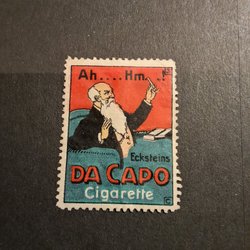 Ah....Hm...!
Ecksteins
DA CAPO
Cigarette